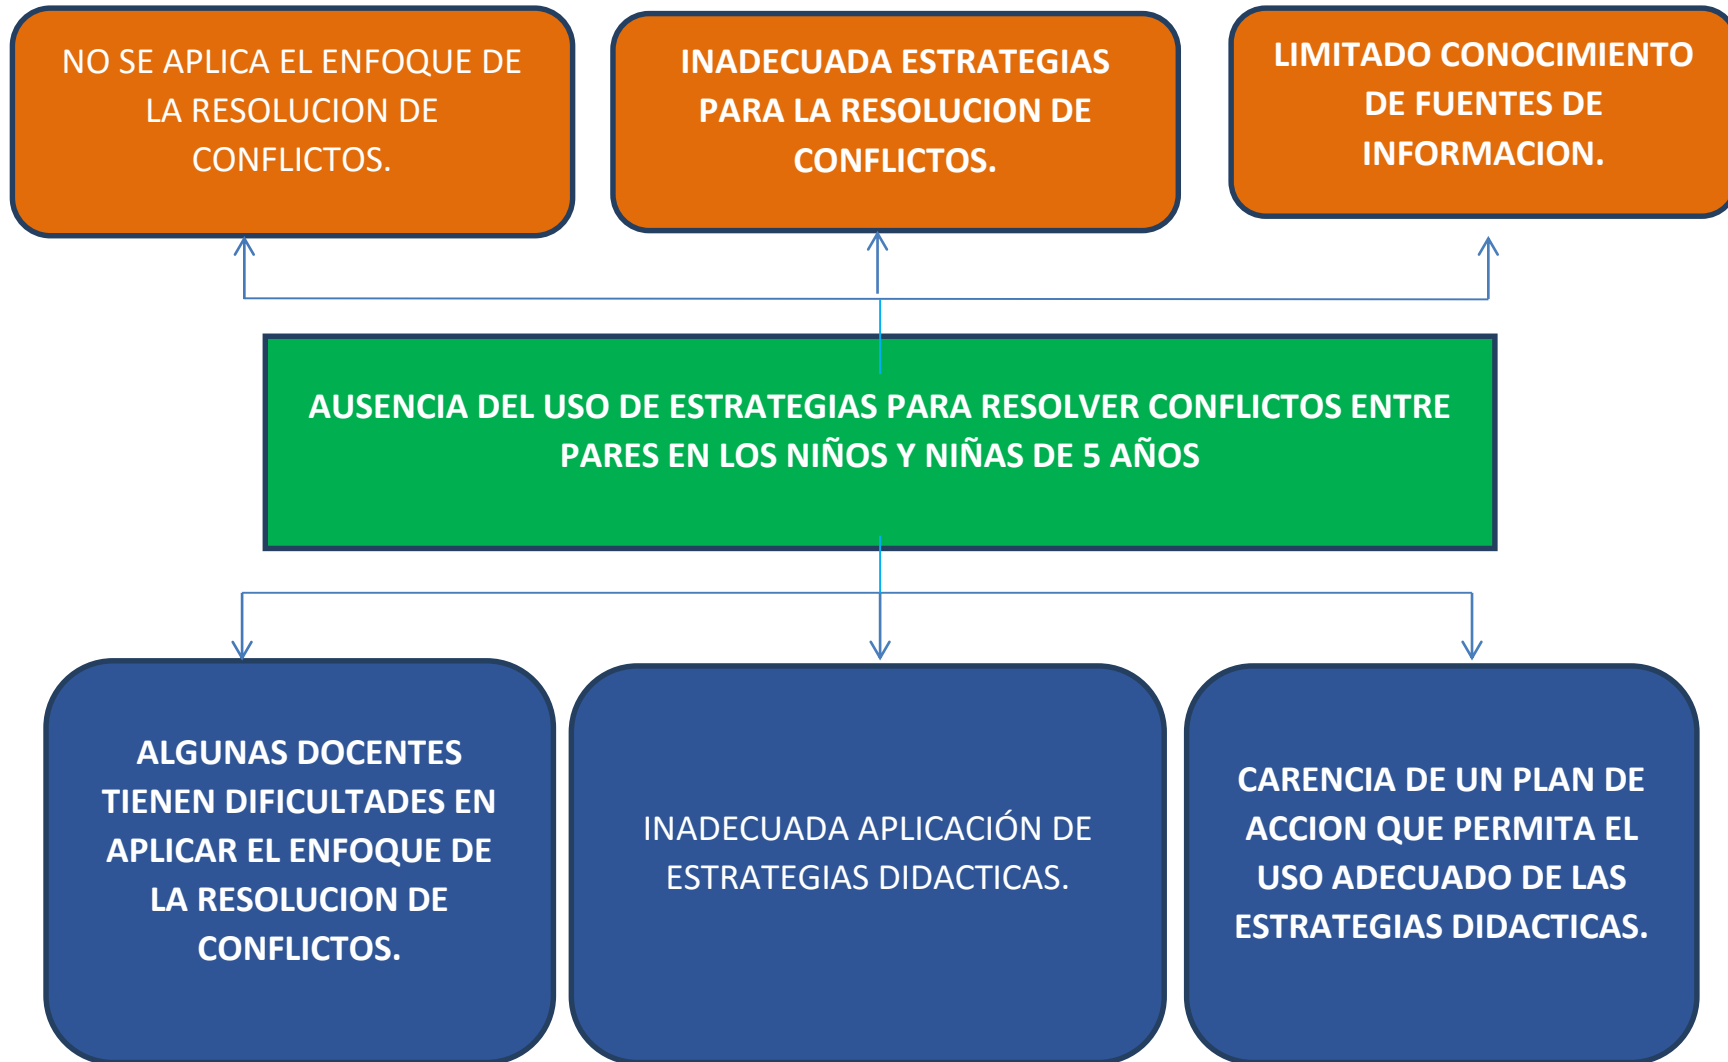 NO SE APLICA EL ENFOQUE DE
LA RESOLUCION DE
CONFLICTOS.
INADECUADA ESTRATEGIAS
PARA LA RESOLUCION DE
CONFLICTOS.
LIMITADO CONOCIMIENTO
DE FUENTES DE
INFORMACION.
AUSENCIA DEL USO DE ESTRATEGIAS PARA RESOLVER CONFLICTOS ENTRE
PARES EN LOS NIÑOS Y NIÑAS DE 5 AÑOS
ALGUNAS DOCENTES
TIENEN DIFICULTADES EN
APLICAR EL ENFOQUE DE
LA RESOLUCION DE
CONFLICTOS.
INADECUADA APLICACIÓN DE
ESTRATEGIAS DIDACTICAS.
CARENCIA DE UN PLAN DE
ACCION QUE PERMITA EL
USO ADECUADO DE LAS
ESTRATEGIAS DIDACTICAS.